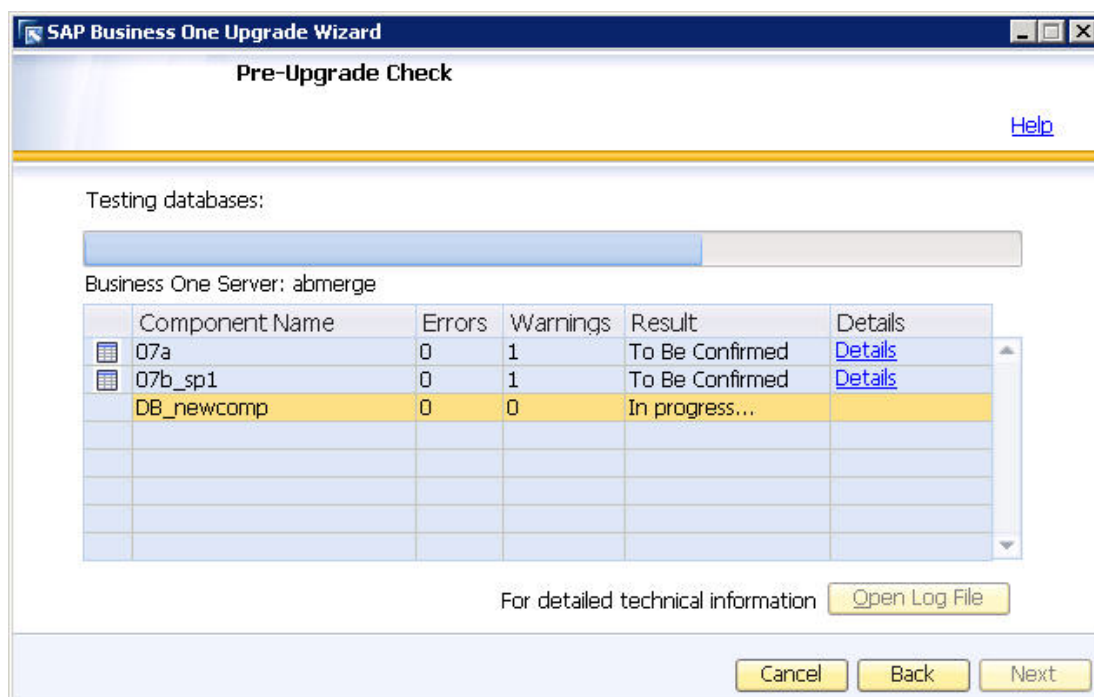 SAP Business One Upgrade Wizard
Pre-Upgrade Check
Help
Testing databases:
Business One Server: abmerge
Component Name Errors Warnings Result Details
07a 0 1 To Be Confirmed Details
07b_sp1 0 1 To Be Confirmed Details
DB_newcomp 0 0 In progress...
For detailed technical information Open Log File
Cancel Back Next